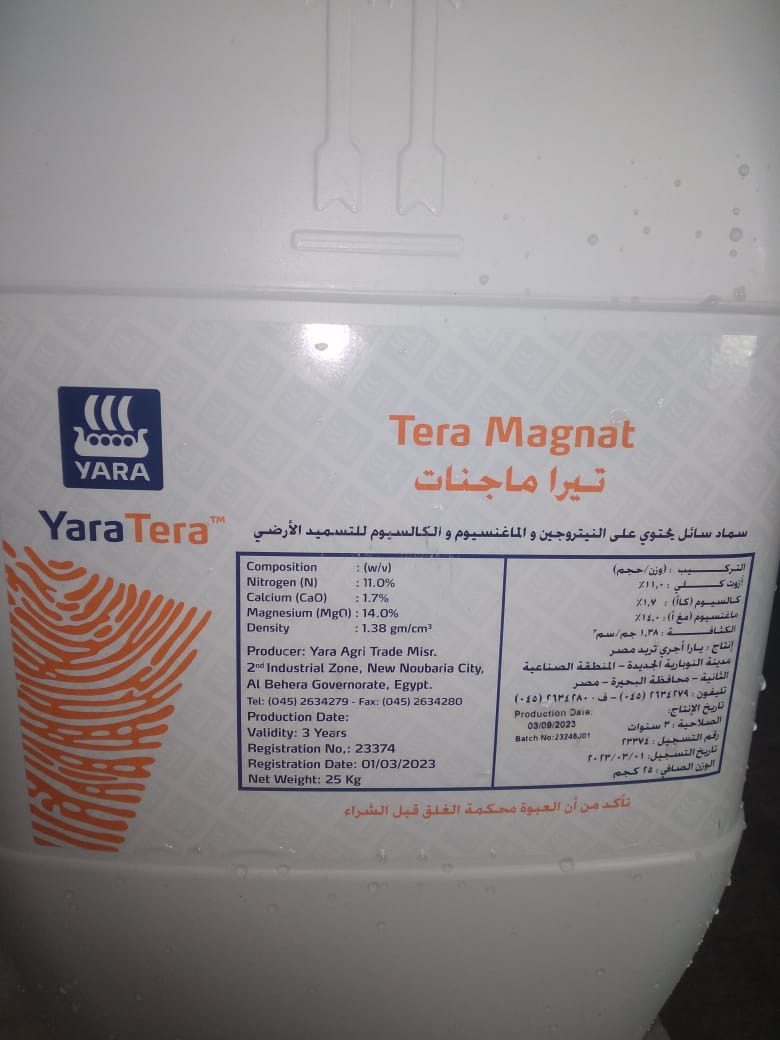 YARA
YaraTera™
Tera Magnat
تيرا ماجنات
سماد سائل يحتوي على النيتروجين و الماغنسيوم و الكالسيوم للتسميد الأرضي
Composition : (w/v)
Nitrogen (N) : 11.0%
Calcium (CaO) : 1.7%
Magnesium (MgO) : 14.0%
Density : 1.38 gm/cm³
Producer: Yara Agri Trade Misr.
2nd Industrial Zone, New Noubaria City,
Al Behera Governorate, Egypt.
Tel: (045) 2634279 - Fax: (045) 2634280
Production Date:
Validity: 3 Years
Registration No,: 23374
Registration Date: 01/03/2023
Net Weight: 25 Kg
التركيب : (وزن/حجم)
أزوت كلي : ١١,٠٪
كالسيوم (كاأ) : ١,٧٪
ماغنسيوم (مغ أ) : ١٤,٠٪
الكثافة : ١,٣٨ جم/سم٣
إنتاج : يارا أجري تريد مصر
مدينة النوبارية الجديدة – المنطقة الصناعية
الثانية – محافظة البحيرة – مصر
تليفون : ٢٦٣٤٢٧٩ (٠٤٥) – ف : ٢٦٣٤٢٨٠ (٠٤٥)
تاريخ الإنتاج:
Production Date:
03/09/2023
Batch No:23246J01
الصلاحية : ٣ سنوات
رقم التسجيل : ٢٣٣٧٤
تاريخ التسجيل: ٢٠٢٣/٠٣/٠١
الوزن الصافي : ٢٥ كجم
تأكد من أن العبوة محكمة الغلق قبل الشراء